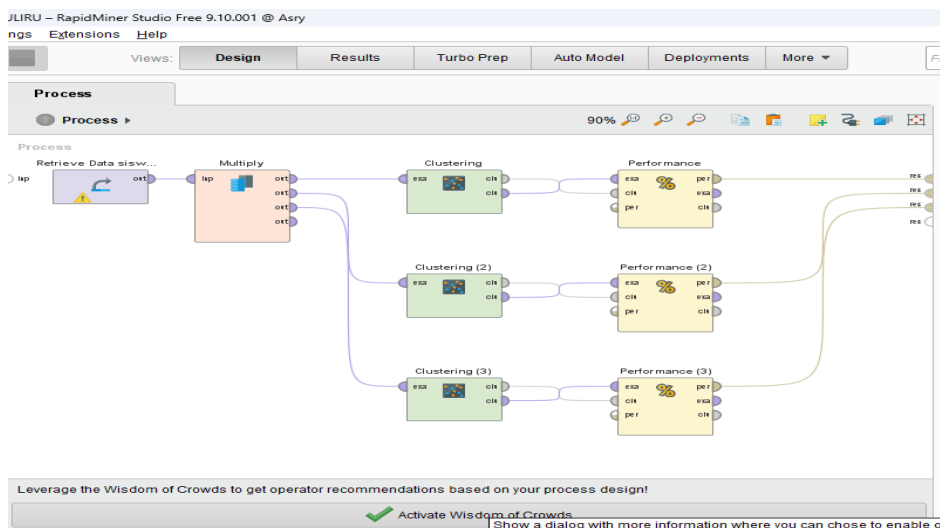 JLIRU – RapidMiner Studio Free 9.10.001 @ Asry
ngs Extensions Help
Views: Design Results Turbo Prep Auto Model Deployments More
Process
Process
90%
Process
Retrieve Data sisw... Multiply Clustering Performance
inp out inp out exa clu exa per res
out clu clu exa res
out per clu res
out res
Clustering (2) Performance (2)
exa clu exa per
clu clu exa
per clu
Clustering (3) Performance (3)
exa clu exa per
clu clu exa
per clu
Leverage the Wisdom of Crowds to get operator recommendations based on your process design!
Activate Wisdom of Crowds
Show a dialog with more information where you can chose to enable